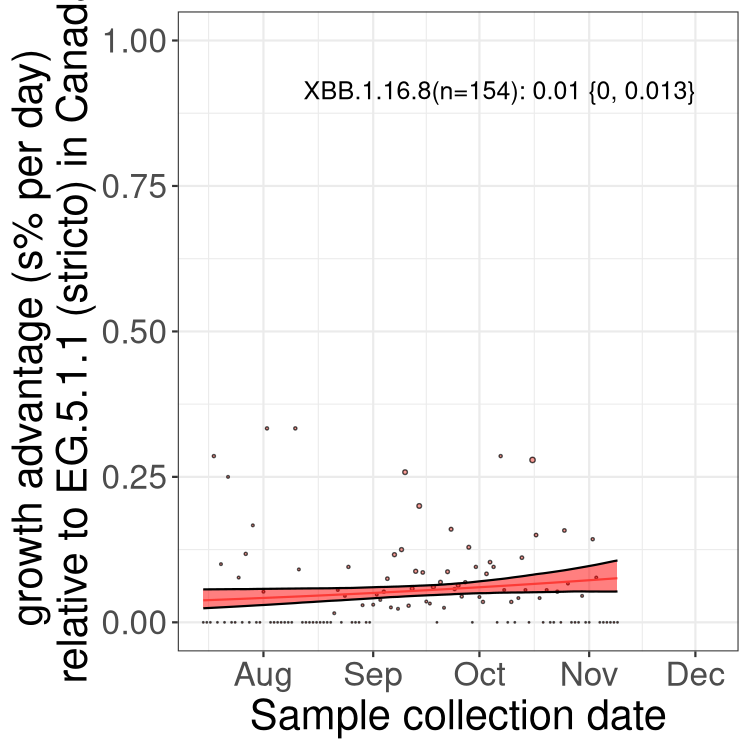 growth advantage (s% per day)
relative to EG.5.1.1 (stricto) in Canada
1.00
0.75
0.50
0.25
0.00
XBB.1.16.8(n=154): 0.01 {0, 0.013}
Aug Sep Oct Nov Dec
Sample collection date